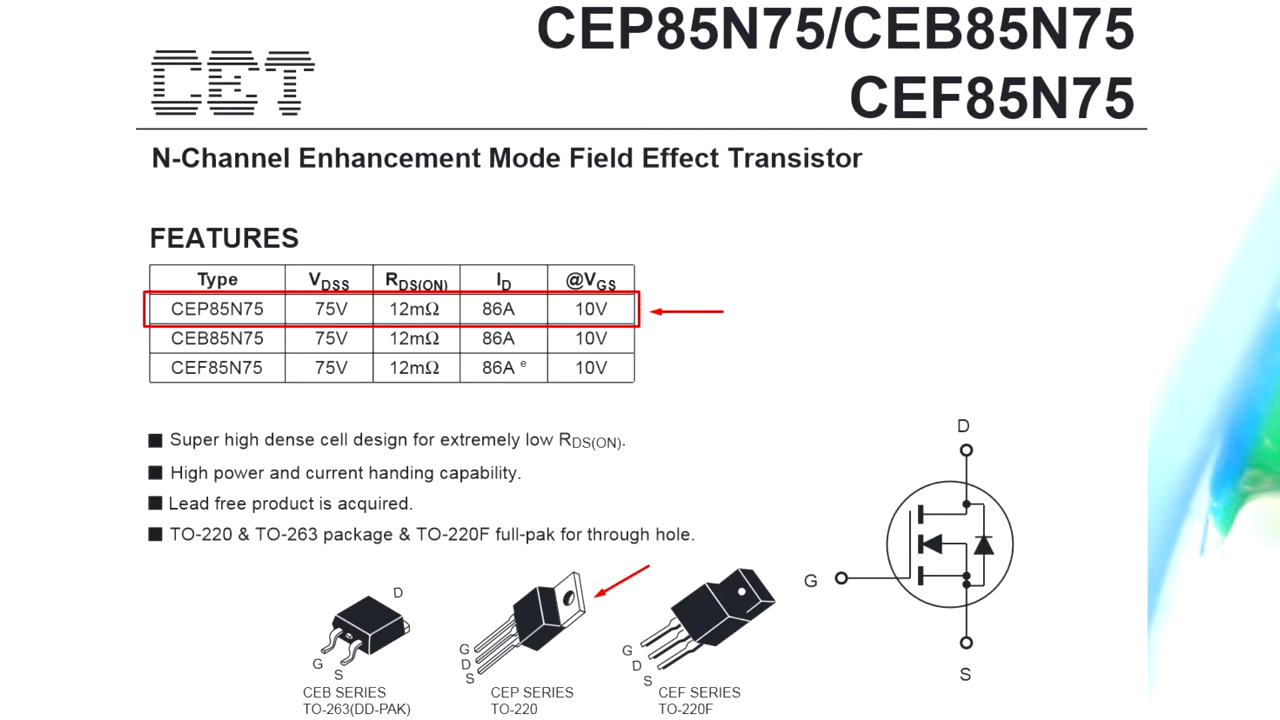 CEP85N75/CEB85N75
CET
CEF85N75
N-Channel Enhancement Mode Field Effect Transistor
FEATURES
Type VDSS RDS(ON) ID @VGS
CEP85N75 75V 12mΩ 86A 10V
CEB85N75 75V 12mΩ 86A 10V
CEF85N75 75V 12mΩ 86A e 10V
Super high dense cell design for extremely low RDS(ON).
High power and current handing capability.
Lead free product is acquired.
TO-220 & TO-263 package & TO-220F full-pak for through hole.
D
G
S
D
G
S
G
D
S
G
D
S
CEB SERIES
TO-263(DD-PAK)
CEP SERIES
TO-220
CEF SERIES
TO-220F